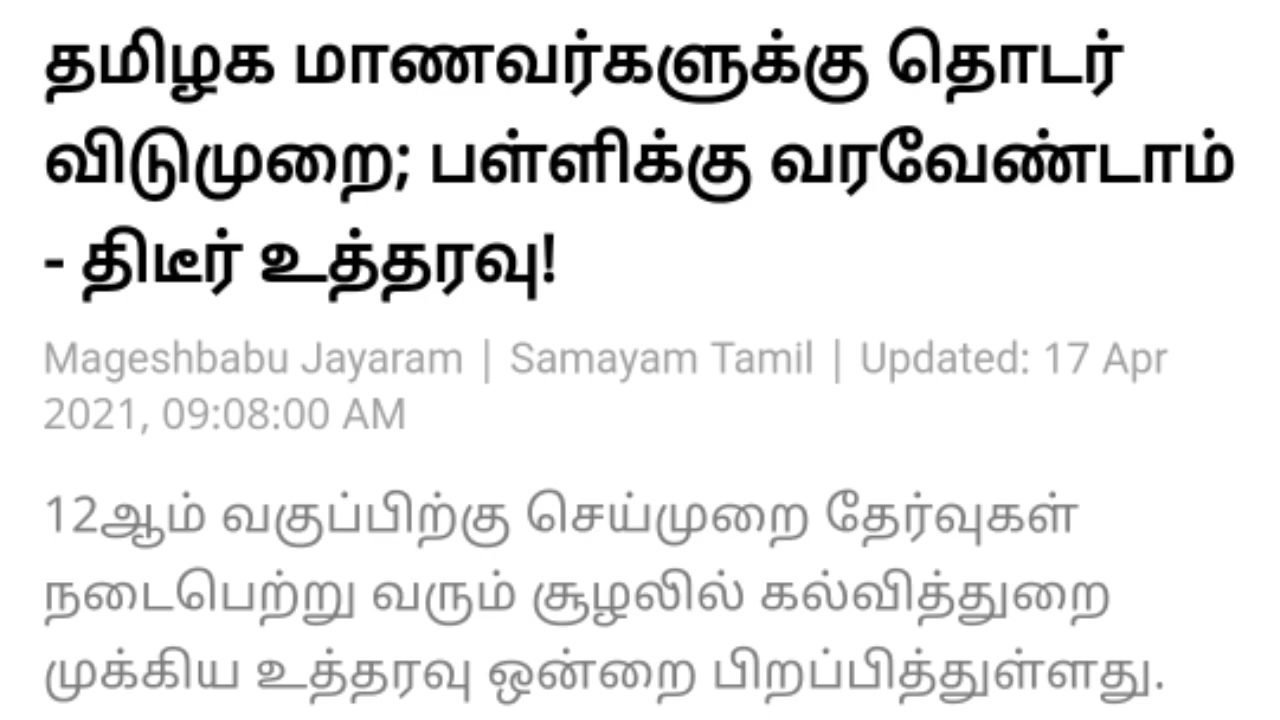 தமிழக மாணவர்களுக்கு தொடர்
விடுமுறை; பள்ளிக்கு வரவேண்டாம்
- திடீர் உத்தரவு!
Mageshbabu Jayaram | Samayam Tamil | Updated: 17 Apr
2021, 09:08:00 AM
12ஆம் வகுப்பிற்கு செய்முறை தேர்வுகள்
நடைபெற்று வரும் சூழலில் கல்வித்துறை
முக்கிய உத்தரவு ஒன்றை பிறப்பித்துள்ளது.